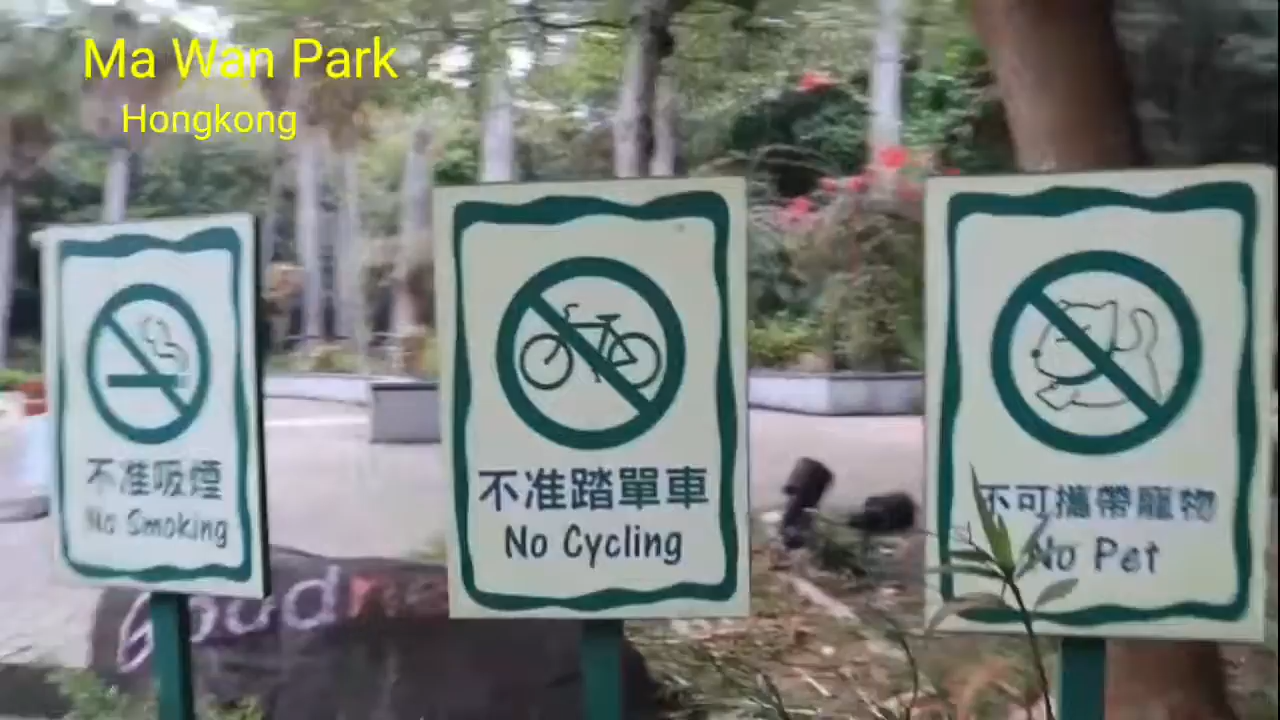 Ma Wan Park
Hongkong
不准吸煙
No Smoking
不准踏單車
No Cycling
不可攜帶寵物
No Pet